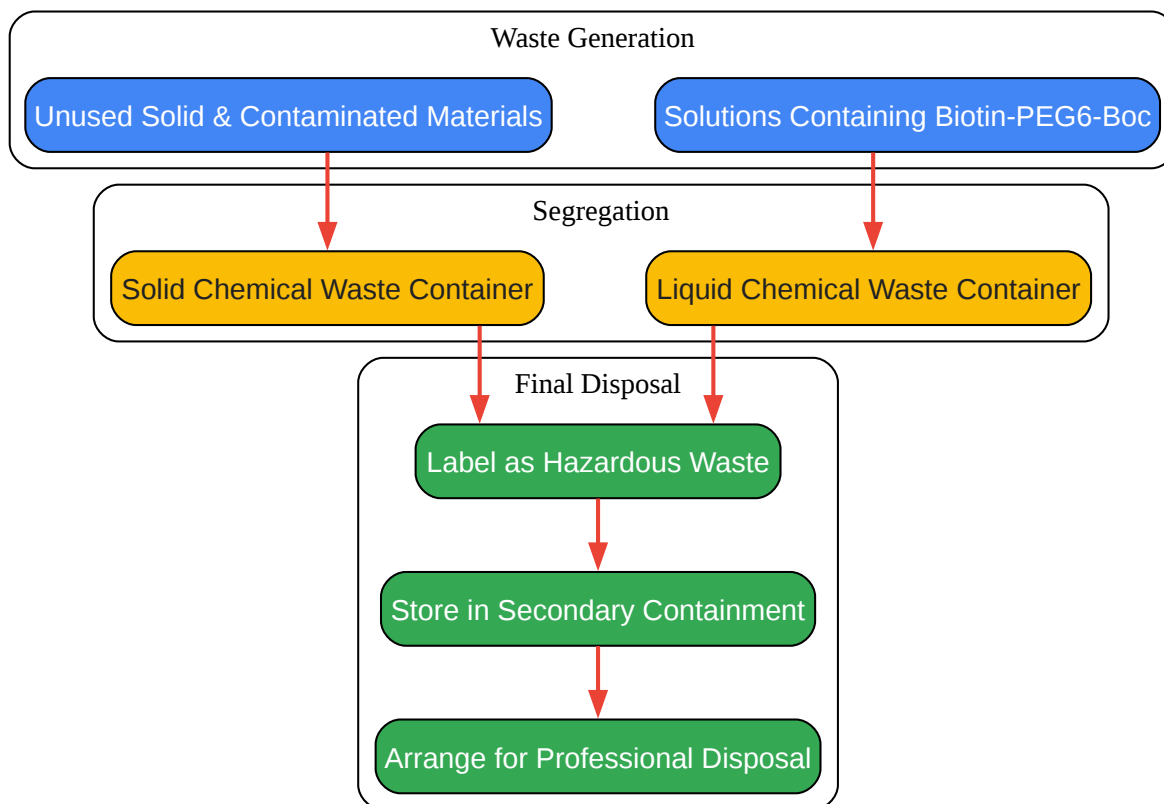 Waste Generation
Unused Solid & Contaminated Materials
Solutions Containing Biotin-PEG6-Boc
Segregation
Solid Chemical Waste Container
Liquid Chemical Waste Container
Final Disposal
Label as Hazardous Waste
Store in Secondary Containment
Arrange for Professional Disposal